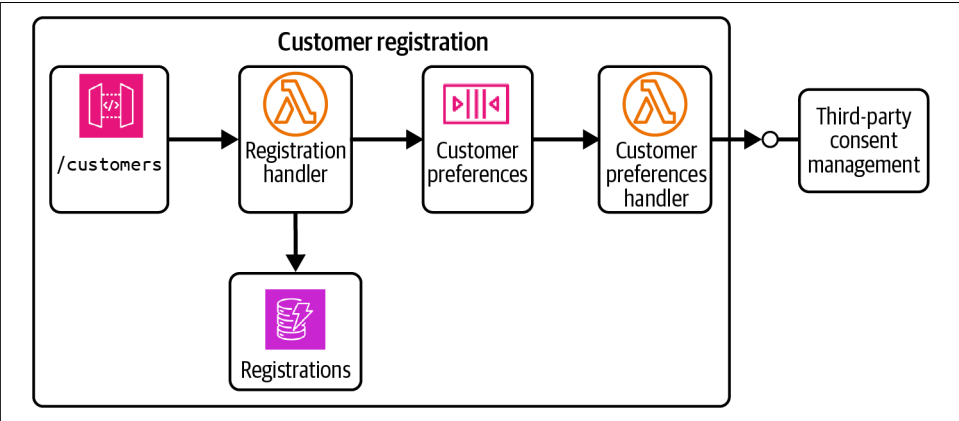 Customer registration
</>
/customers
Registration
handler
Customer
preferences
Customer
preferences
handler
Third-party
consent
management
Registrations